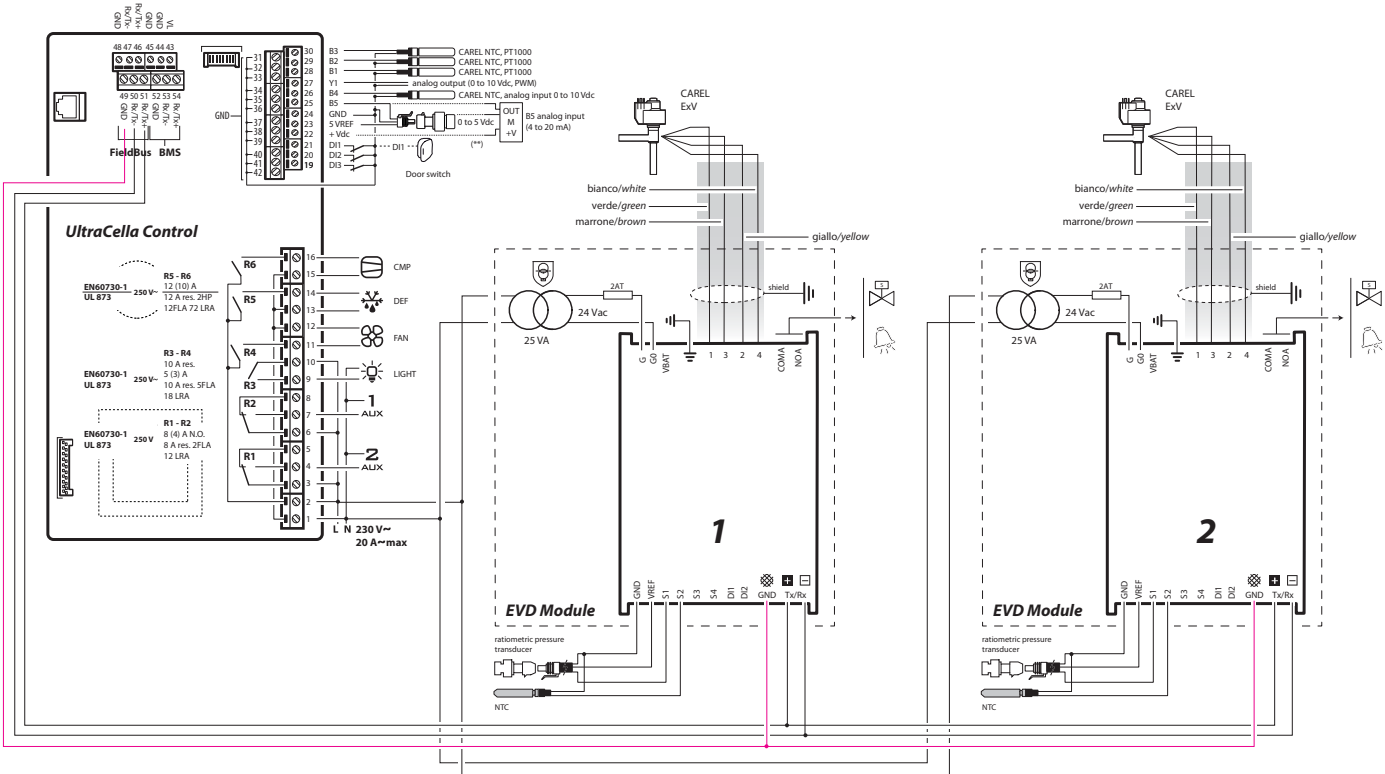 GND
Rx/Tx-
Rx/Tx+
GND
GND
VL
48 47 46 45 44 43
49 50 51 52 53 54
GND
Rx/Tx-
Rx/Tx+
GND
Rx/Tx-
Rx/Tx+
FieldBus BMS
31
32
33
34
35
36
37
38
39
40
41
42
GND
30 B3 CAREL NTC, PT1000
29 B2 CAREL NTC, PT1000
28 B1 CAREL NTC, PT1000
27 Y1 analog output (0 to 10 Vdc, PWM)
26 B4 CAREL NTC, analog input 0 to 10 Vdc
25 B5
24 GND
23 5 VREF 0 to 5 Vdc
22 + Vdc
21 DI1 DI1
20 DI2
19 DI3
OUT
M
+V
B5 analog input
(4 to 20 mA)
(**)
Door switch
UltraCella Control
EN60730-1
UL 873
250 V~
R5 - R6
12 (10) A
12 A res. 2HP
12FLA 72 LRA
EN60730-1
UL 873
250 V~
R3 - R4
10 A res.
5 (3) A
10 A res. 5FLA
18 LRA
EN60730-1
UL 873
250 V
R1 - R2
8 (4) A N.O.
8 A res. 2FLA
12 LRA
R6
R5
R4
R3
R2
R1
16
15
14
13
12
11
10
9
8
7
6
5
4
3
2
1
CMP
DEF
FAN
LIGHT
1
AUX
2
AUX
L N 230 V~
20 A~max
CAREL
ExV
bianco/white
verde/green
marrone/brown
giallo/yellow
2AT
24 Vac
25 VA
shield
G
G0
VBAT
1 3 2 4
COMA
NOA
S
1
EVD Module
GND
VREF
S1
S2
S3
S4
DI1
DI2
GND
+ −
Tx/Rx
ratiometric pressure
transducer
NTC
CAREL
ExV
bianco/white
verde/green
marrone/brown
giallo/yellow
2AT
24 Vac
25 VA
shield
G
G0
VBAT
1 3 2 4
COMA
NOA
S
2
EVD Module
GND
VREF
S1
S2
S3
S4
DI1
DI2
GND
+ −
Tx/Rx
ratiometric pressure
transducer
NTC